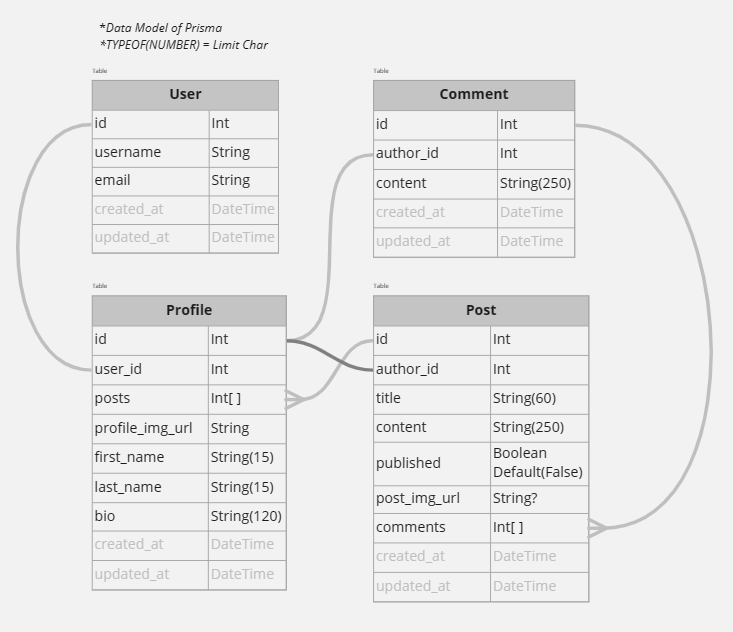 *Data Model of Prisma
*TYPEOF(NUMBER) = Limit Char
Table
User
id Int
username String
email String
created_at DateTime
updated_at DateTime
Table
Comment
id Int
author_id Int
content String(250)
created_at DateTime
updated_at DateTime
Table
Profile
id Int
user_id Int
posts Int[ ]
profile_img_url String
first_name String(15)
last_name String(15)
bio String(120)
created_at DateTime
updated_at DateTime
Table
Post
id Int
author_id Int
title String(60)
content String(250)
published Boolean
Default(False)
post_img_url String?
comments Int[ ]
created_at DateTime
updated_at DateTime